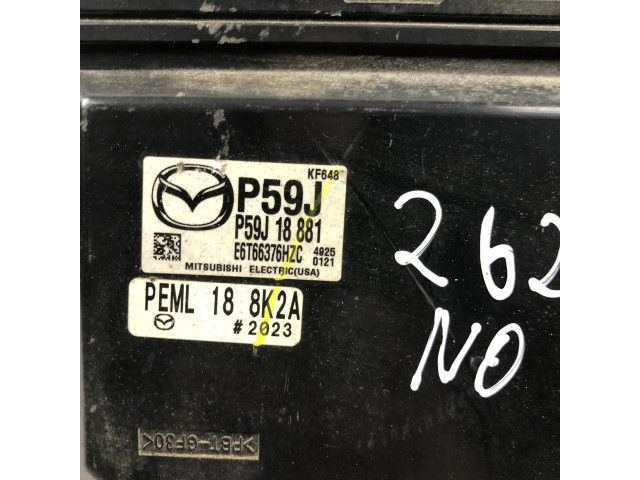 KF648
P59J
P59J 18 881
E6T66376HZC 4925 0121
MITSUBISHI ELECTRIC(USA)
PEML 18 8K2A
#2023
>PBT-GF30<
262
NO